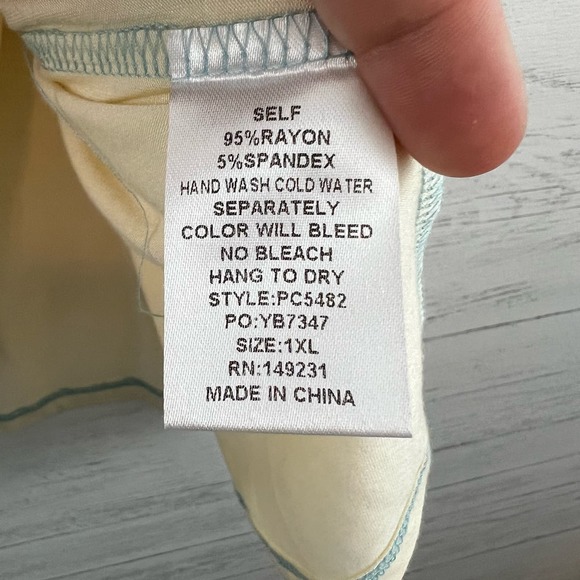 SELF
95%RAYON
5%SPANDEX
HAND WASH COLD WATER
SEPARATELY
COLOR WILL BLEED
NO BLEACH
HANG TO DRY
STYLE:PC5482
PO:YB7347
SIZE:1XL
RN:149231
MADE IN CHINA